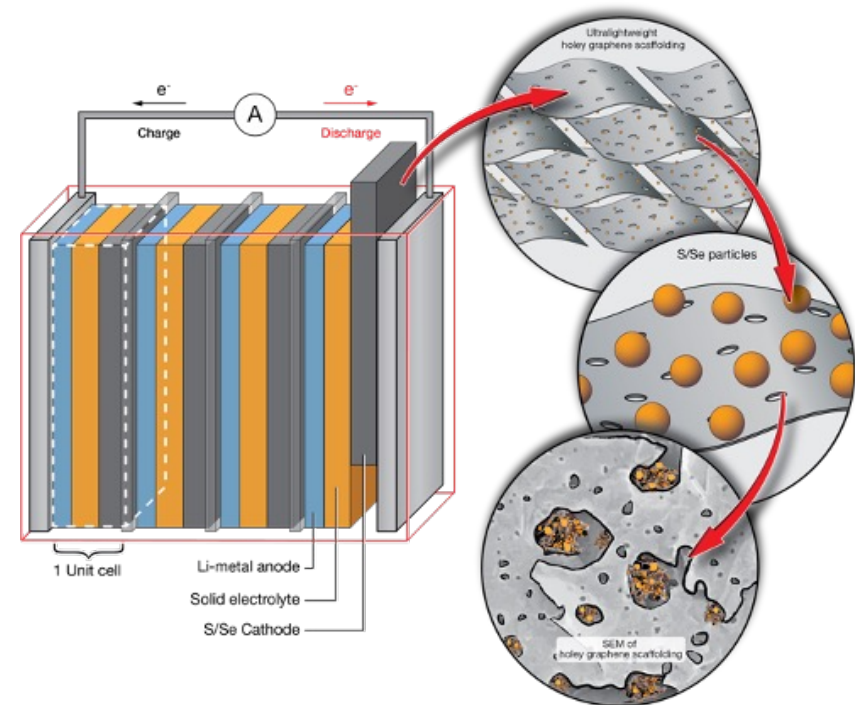 Ultralightweight
holey graphene scaffolding
e-
A
e-
Charge
Discharge
S/Se particles
1 Unit cell
Li-metal anode
Solid electrolyte
S/Se Cathode
SEM of
holey graphene scaffolding